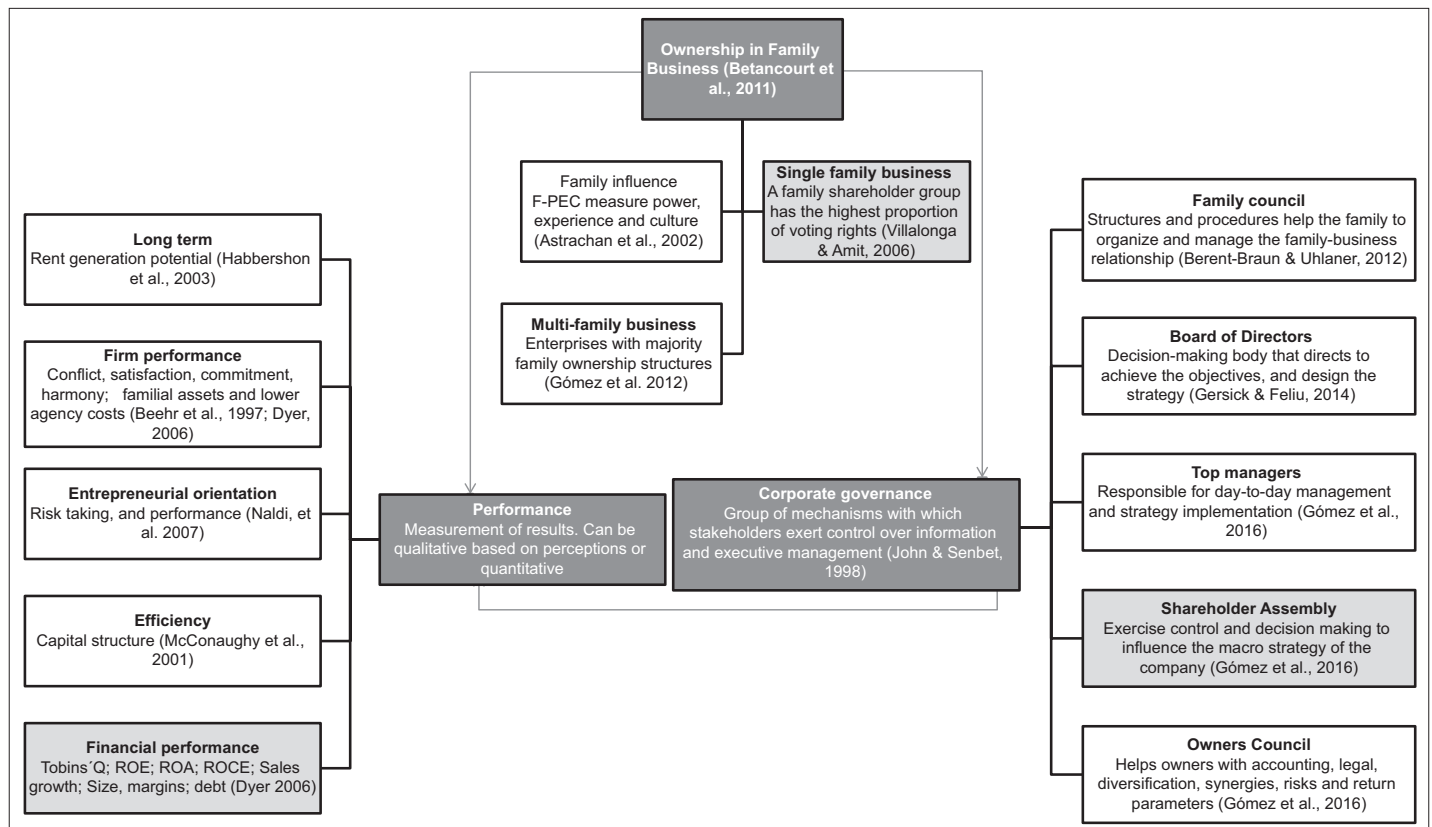 Ownership in Family
Business (Betancourt et
al., 2011)
Family influence
F-PEC measure power,
experience and culture
(Astrachan et al., 2002)
Single family business
A family shareholder group
has the highest proportion
of voting rights (Villalonga
& Amit, 2006)
Multi-family business
Enterprises with majority
family ownership structures
(Gómez et al. 2012)
Long term
Rent generation potential (Habbershon
et al., 2003)
Firm performance
Conflict, satisfaction, commitment,
harmony; familial assets and lower
agency costs (Beehr et al., 1997; Dyer,
2006)
Entrepreneurial orientation
Risk taking, and performance (Naldi, et
al. 2007)
Efficiency
Capital structure (McConaughy et al.,
2001)
Financial performance
Tobins´Q; ROE; ROA; ROCE; Sales
growth; Size, margins; debt (Dyer 2006)
Performance
Measurement of results. Can be
qualitative based on perceptions or
quantitative
Corporate governance
Group of mechanisms with which
stakeholders exert control over information
and executive management (John & Senbet,
1998)
Family council
Structures and procedures help the family to
organize and manage the family-business
relationship (Berent-Braun & Uhlaner, 2012)
Board of Directors
Decision-making body that directs to
achieve the objectives, and design the
strategy (Gersick & Feliu, 2014)
Top managers
Responsible for day-to-day management
and strategy implementation (Gómez et al.,
2016)
Shareholder Assembly
Exercise control and decision making to
influence the macro strategy of the
company (Gómez et al., 2016)
Owners Council
Helps owners with accounting, legal,
diversification, synergies, risks and return
parameters (Gómez et al., 2016)